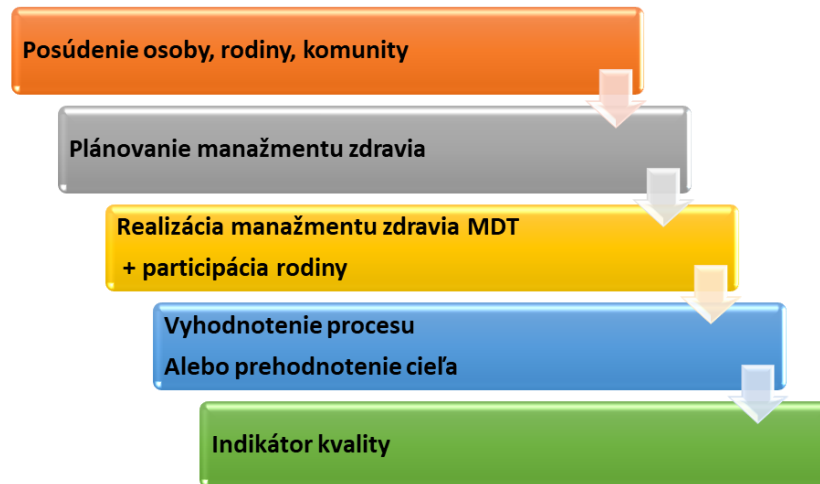 Posúdenie osoby, rodiny, komunity
Plánovanie manažmentu zdravia
Realizácia manažmentu zdravia MDT
+ participácia rodiny
Vyhodnotenie procesu
Alebo prehodnotenie cieľa
Indikátor kvality